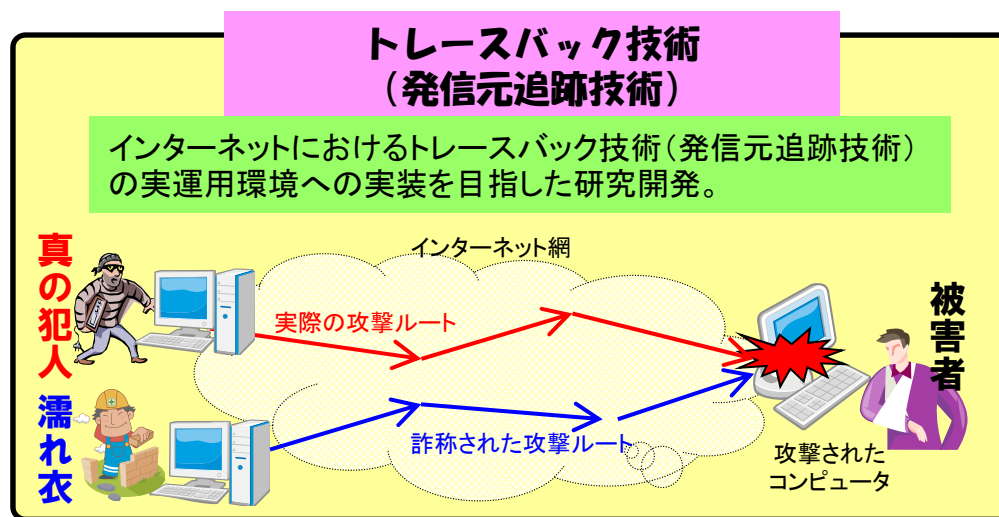 トレースバック技術
（発信元追跡技術）
インターネットにおけるトレースバック技術（発信元追跡技術）
の実運用環境への実装を目指した研究開発。
インターネット網
真の犯人
実際の攻撃ルート
被害者
濡れ衣
詐称された攻撃ルート
攻撃された
コンピュータ